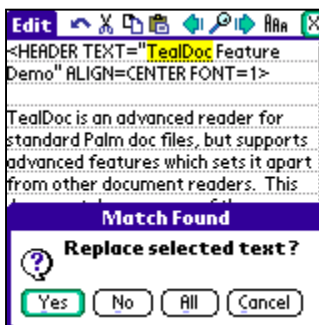 Edit AAA
<HEADER TEXT="TealDoc Feature
Demo" ALIGN=CENTER FONT=1>
TealDoc is an advanced reader for
standard Palm doc files, but supports
advanced features which sets it apart
from other document readers. This
Match Found
Replace selected text?
Yes No All Cancel